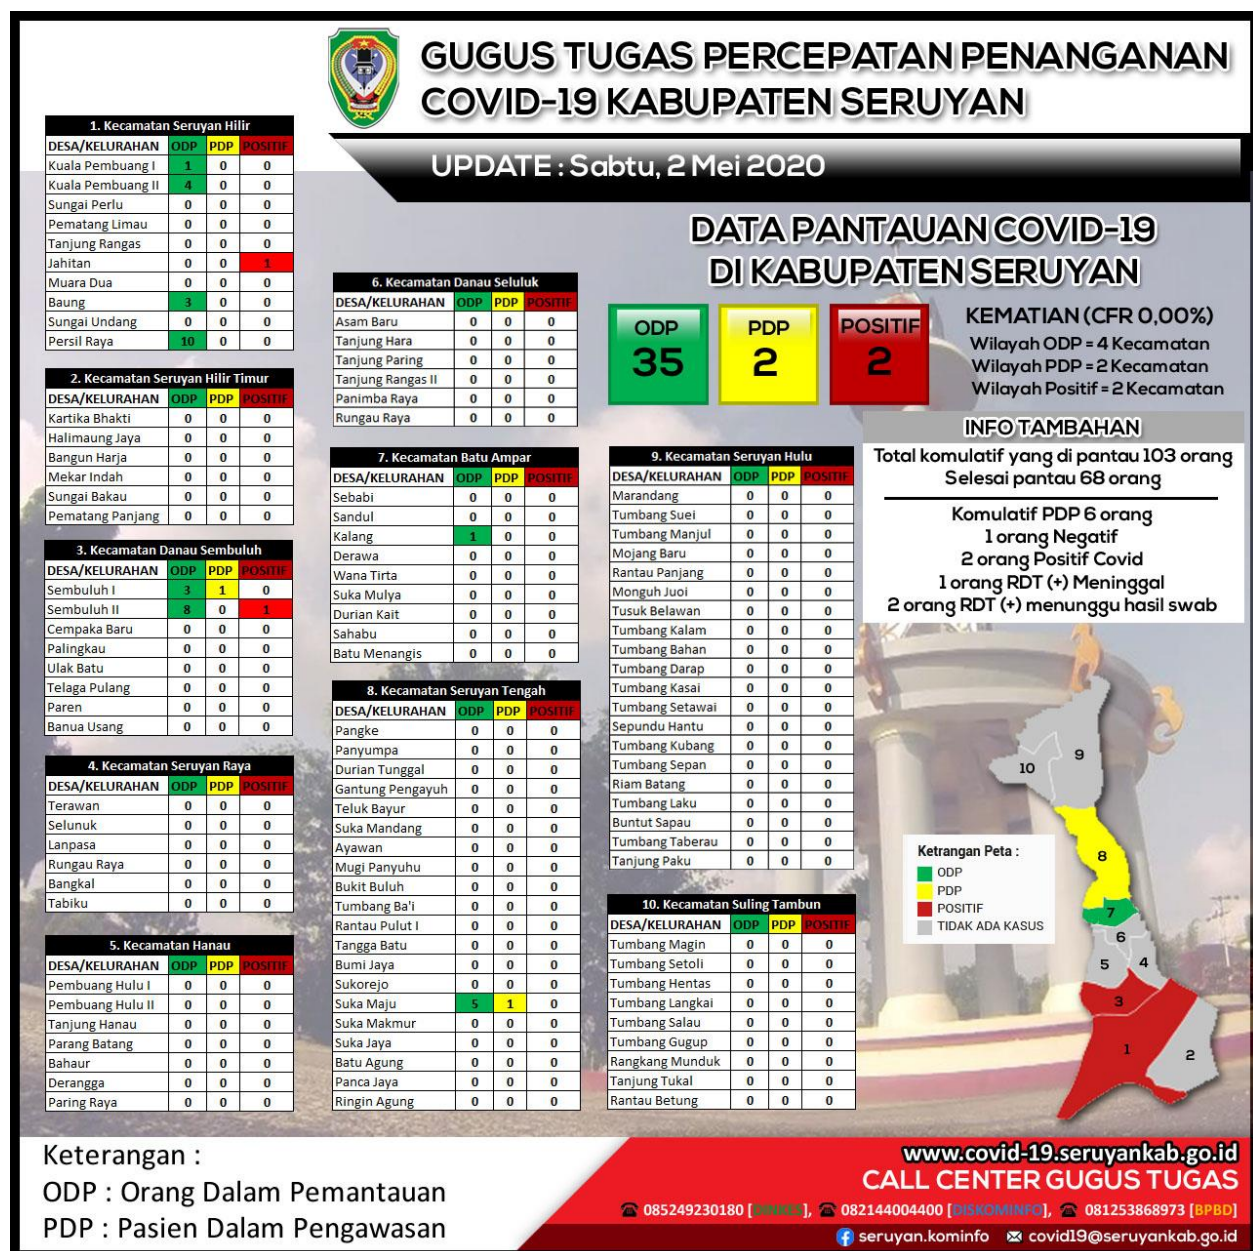 GUGUS TUGAS PERCEPATAN PENANGANAN
COVID-19 KABUPATEN SERUYAN
UPDATE : Sabtu, 2 Mei 2020
DATA PANTAUAN COVID-19
DI KABUPATEN SERUYAN
ODP 35
PDP 2
POSITIF 2
KEMATIAN (CFR 0,00%)
Wilayah ODP = 4 Kecamatan
Wilayah PDP = 2 Kecamatan
Wilayah Positif = 2 Kecamatan
INFO TAMBAHAN
Total komulatif yang di pantau 103 orang
Selesai pantau 68 orang
Komulatif PDP 6 orang
1 orang Negatif
2 orang Positif Covid
1 orang RDT (+) Meninggal
2 orang RDT (+) menunggu hasil swab
1. Kecamatan Seruyan Hilir
DESA/KELURAHAN ODP PDP POSITIF
Kuala Pembuang I 1 0 0
Kuala Pembuang II 4 0 0
Sungai Perlu 0 0 0
Pematang Limau 0 0 0
Tanjung Rangas 0 0 0
Jahitan 0 0 1
Muara Dua 0 0 0
Baung 3 0 0
Sungai Undang 0 0 0
Persil Raya 10 0 0
2. Kecamatan Seruyan Hilir Timur
DESA/KELURAHAN ODP PDP POSITIF
Kartika Bhakti 0 0 0
Halimaung Jaya 0 0 0
Bangun Harja 0 0 0
Mekar Indah 0 0 0
Sungai Bakau 0 0 0
Pematang Panjang 0 0 0
3. Kecamatan Danau Sembuluh
DESA/KELURAHAN ODP PDP POSITIF
Sembuluh I 3 1 0
Sembuluh II 8 0 1
Cempaka Baru 0 0 0
Palingkau 0 0 0
Ulak Batu 0 0 0
Telaga Pulang 0 0 0
Paren 0 0 0
Banua Usang 0 0 0
4. Kecamatan Seruyan Raya
DESA/KELURAHAN ODP PDP POSITIF
Terawan 0 0 0
Selunuk 0 0 0
Lanpasa 0 0 0
Rungau Raya 0 0 0
Bangkal 0 0 0
Tabiku 0 0 0
5. Kecamatan Hanau
DESA/KELURAHAN ODP PDP POSITIF
Pembuang Hulu I 0 0 0
Pembuang Hulu II 0 0 0
Tanjung Hanau 0 0 0
Parang Batang 0 0 0
Bahaur 0 0 0
Derangga 0 0 0
Paring Raya 0 0 0
6. Kecamatan Danau Seluluk
DESA/KELURAHAN ODP PDP POSITIF
Asam Baru 0 0 0
Tanjung Hara 0 0 0
Tanjung Paring 0 0 0
Tanjung Rangas II 0 0 0
Panimba Raya 0 0 0
Rungau Raya 0 0 0
7. Kecamatan Batu Ampar
DESA/KELURAHAN ODP PDP POSITIF
Sebabi 0 0 0
Sandul 0 0 0
Kalang 1 0 0
Derawa 0 0 0
Wana Tirta 0 0 0
Suka Mulya 0 0 0
Durian Kait 0 0 0
Sahabu 0 0 0
Batu Menangis 0 0 0
8. Kecamatan Seruyan Tengah
DESA/KELURAHAN ODP PDP POSITIF
Pangke 0 0 0
Panyumpa 0 0 0
Durian Tunggal 0 0 0
Gantung Pengayuh 0 0 0
Teluk Bayur 0 0 0
Suka Mandang 0 0 0
Ayawan 0 0 0
Mugi Panyuhu 0 0 0
Bukit Buluh 0 0 0
Tumbang Ba'i 0 0 0
Rantau Pulut I 0 0 0
Tangga Batu 0 0 0
Bumi Jaya 0 0 0
Sukorejo 0 0 0
Suka Maju 5 1 0
Suka Makmur 0 0 0
Suka Jaya 0 0 0
Batu Agung 0 0 0
Panca Jaya 0 0 0
Ringin Agung 0 0 0
9. Kecamatan Seruyan Hulu
DESA/KELURAHAN ODP PDP POSITIF
Marandang 0 0 0
Tumbang Suei 0 0 0
Tumbang Manjul 0 0 0
Mojang Baru 0 0 0
Rantau Panjang 0 0 0
Monguh Juoi 0 0 0
Tusuk Belawan 0 0 0
Tumbang Kalam 0 0 0
Tumbang Bahan 0 0 0
Tumbang Darap 0 0 0
Tumbang Kasai 0 0 0
Tumbang Setawai 0 0 0
Sepundu Hantu 0 0 0
Tumbang Kubang 0 0 0
Tumbang Sepan 0 0 0
Riam Batang 0 0 0
Tumbang Laku 0 0 0
Buntut Sapau 0 0 0
Tumbang Taberau 0 0 0
Tanjung Paku 0 0 0
10. Kecamatan Suling Tambun
DESA/KELURAHAN ODP PDP POSITIF
Tumbang Magin 0 0 0
Tumbang Setoli 0 0 0
Tumbang Hentas 0 0 0
Tumbang Langkai 0 0 0
Tumbang Salau 0 0 0
Tumbang Gugup 0 0 0
Rangkang Munduk 0 0 0
Tanjung Tukal 0 0 0
Rantau Betung 0 0 0
Ketrangan Peta :
ODP
PDP
POSITIF
TIDAK ADA KASUS
9
10
8
7
6
5 4
3
1
2
Keterangan :
ODP : Orang Dalam Pemantauan
PDP : Pasien Dalam Pengawasan
www.covid-19.seruyankab.go.id
CALL CENTER GUGUS TUGAS
085249230180 [DINKES], 082144004400 [DISKOMINFO], 081253868973 [BPBD]
seruyan.kominfo covid19@seruyankab.go.id